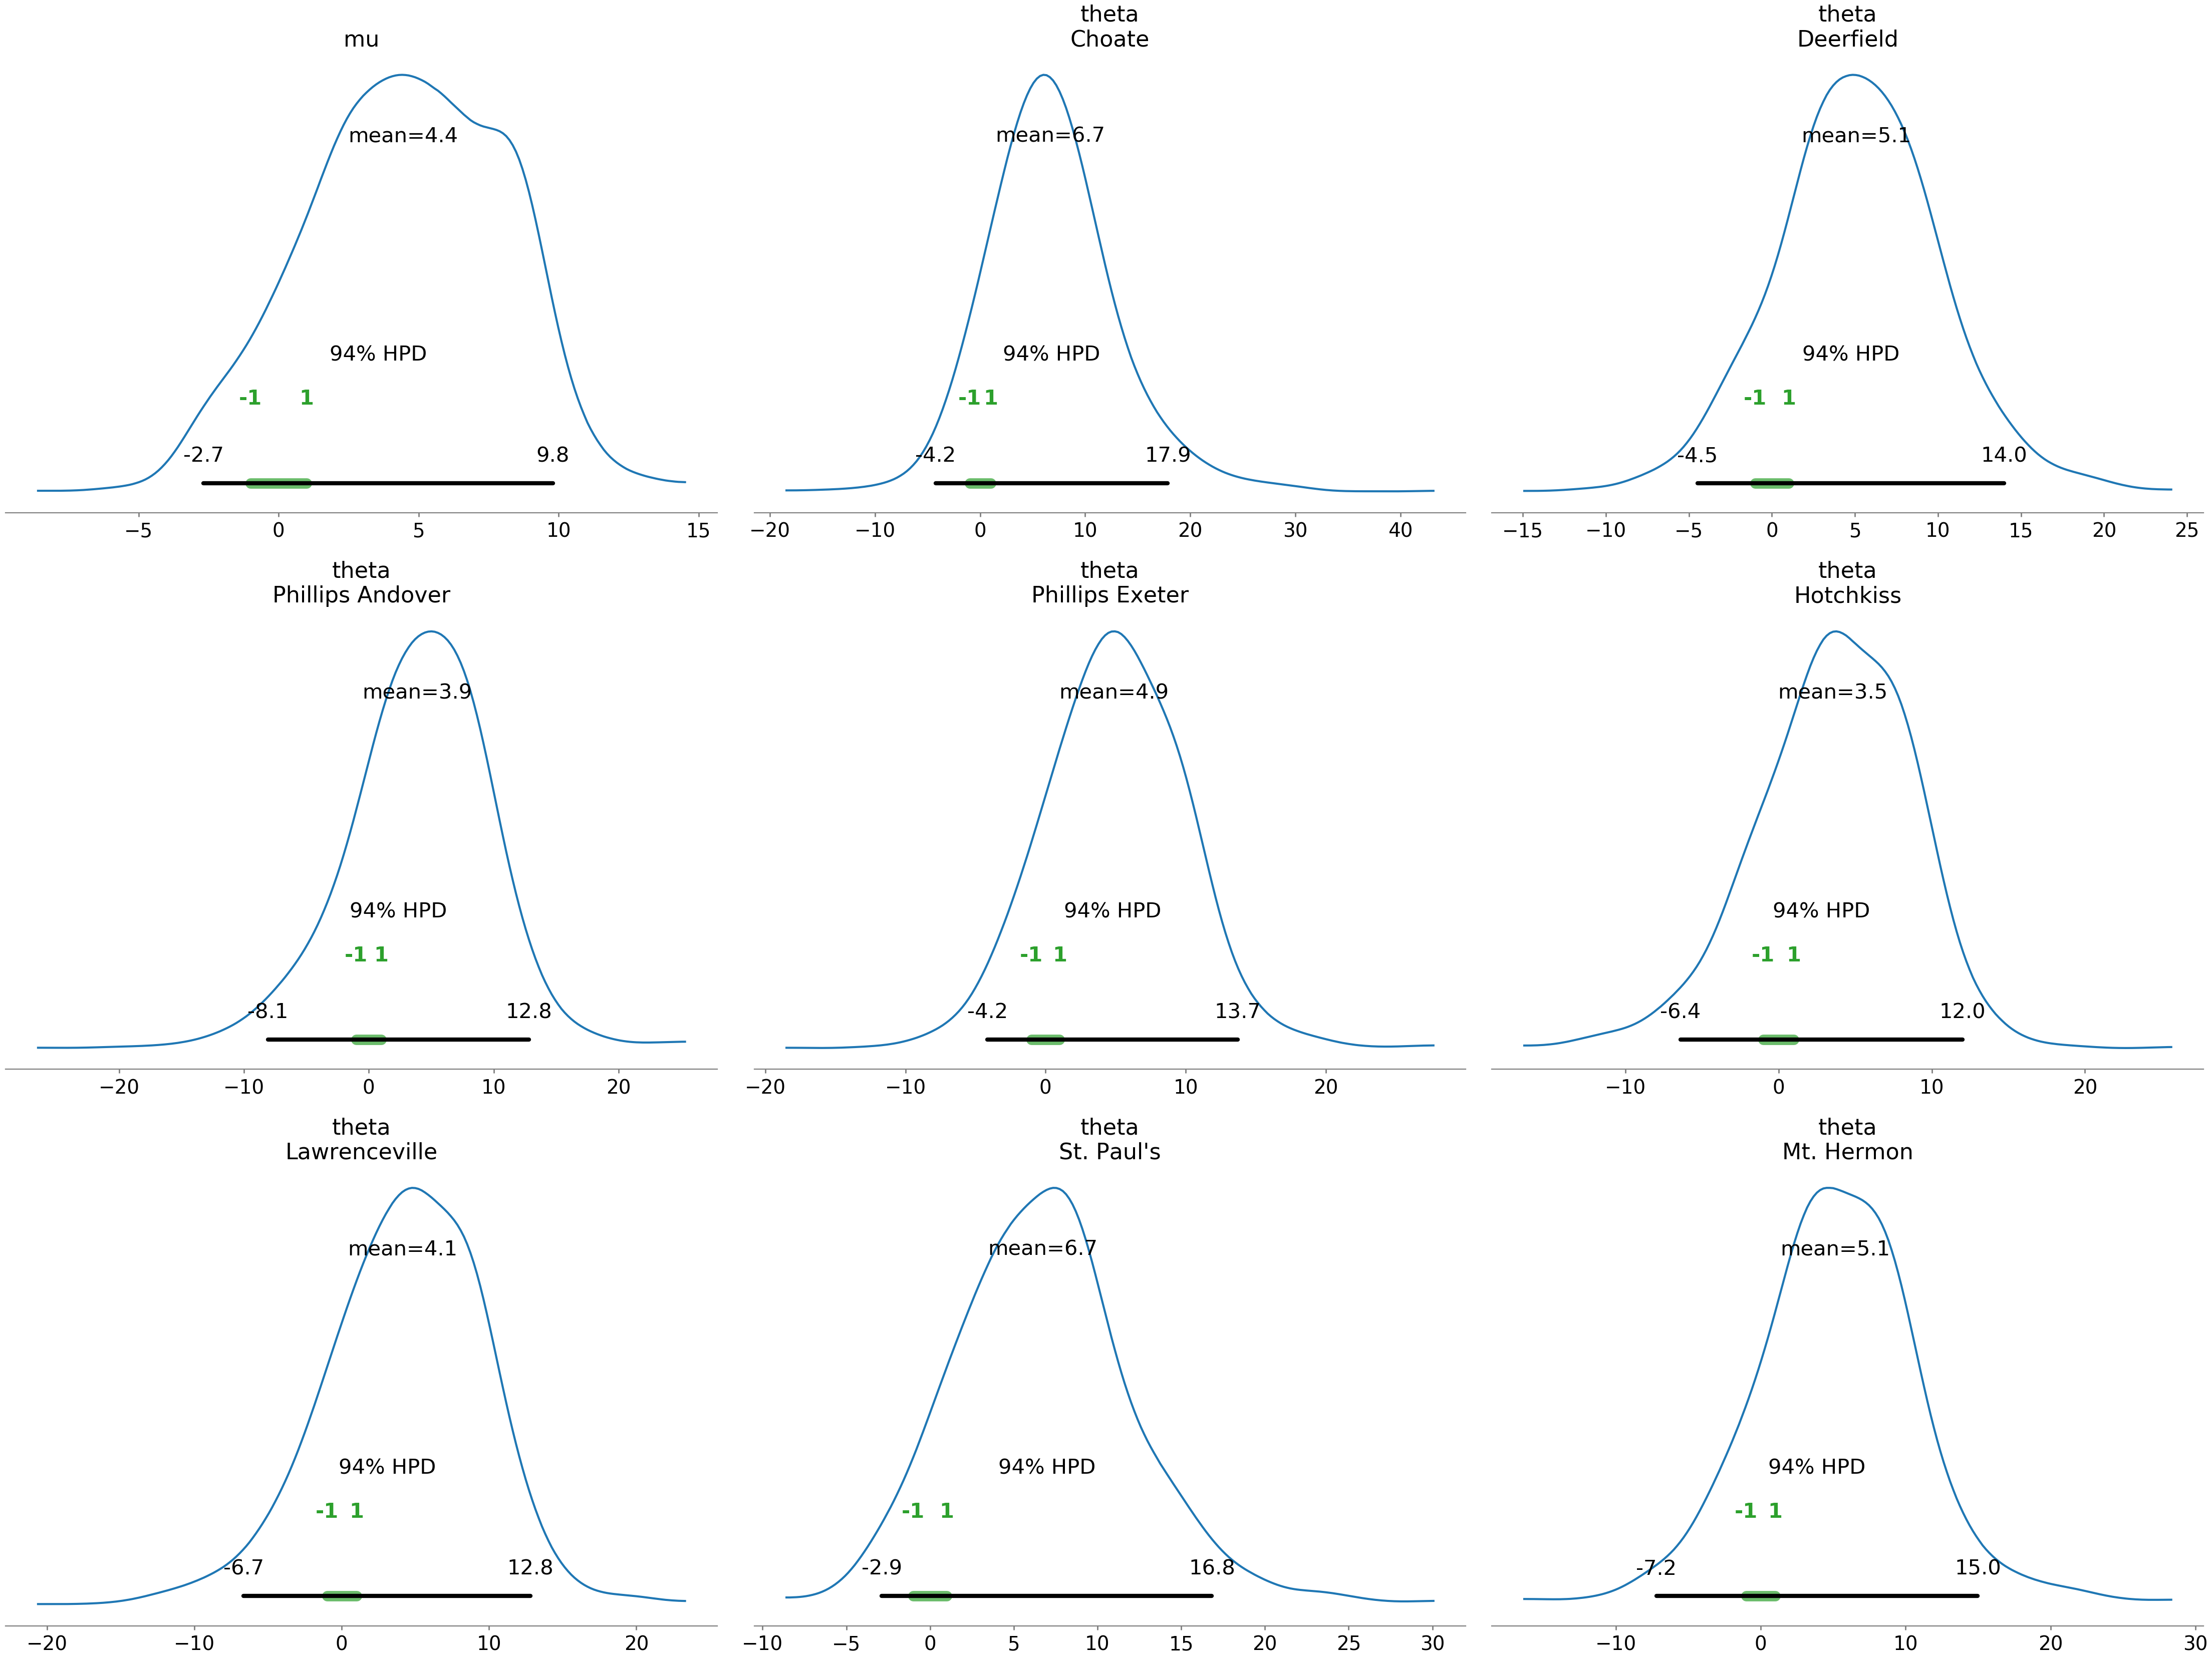 mu
mean=4.4
94% HPD
-1 1
-2.7 9.8
−5 0 5 10 15
theta
Choate
mean=6.7
94% HPD
-1 1
-4.2 17.9
−20 −10 0 10 20 30 40
theta
Deerfield
mean=5.1
94% HPD
-1 1
-4.5 14.0
−15 −10 −5 0 5 10 15 20 25
theta
Phillips Andover
mean=3.9
94% HPD
-1 1
-8.1 12.8
−20 −10 0 10 20
theta
Phillips Exeter
mean=4.9
94% HPD
-1 1
-4.2 13.7
−20 −10 0 10 20
theta
Hotchkiss
mean=3.5
94% HPD
-1 1
-6.4 12.0
−10 0 10 20
theta
Lawrenceville
mean=4.1
94% HPD
-1 1
-6.7 12.8
−20 −10 0 10 20
theta
St. Paul's
mean=6.7
94% HPD
-1 1
-2.9 16.8
−10 −5 0 5 10 15 20 25 30
theta
Mt. Hermon
mean=5.1
94% HPD
-1 1
-7.2 15.0
−10 0 10 20 30